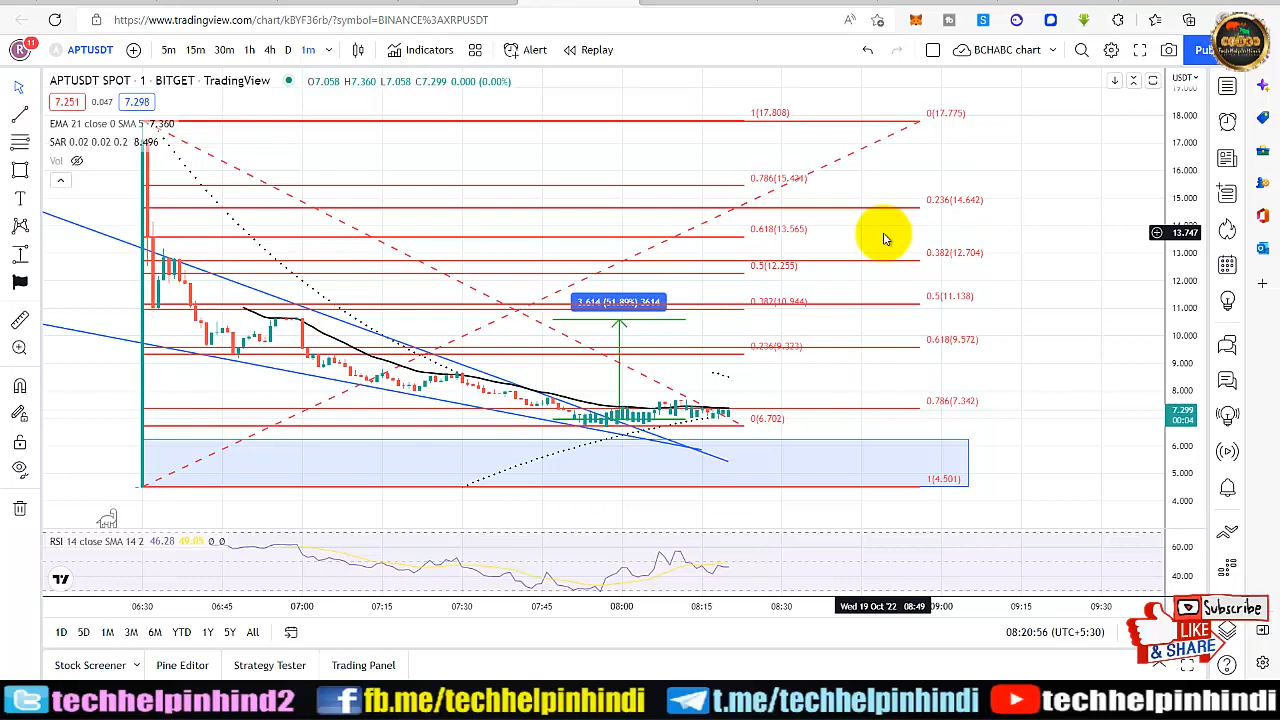 https://www.tradingview.com/chart/kBYF36rb/?symbol=BINANCE%3AXRPUSDT
R 11 APTUSDT 5m 15m 30m 1h 4h D 1m Indicators Alert Replay BCHABC chart Pub
APTUSDT SPOT · 1 · BITGET · TradingView O7.058 H7.360 L7.058 C7.299 0.000 (0.00%) USDT
7.251 0.047 7.298
EMA 21 close 0 SMA 5 7.360
SAR 0.02 0.02 0.2 8.496
Vol
1(17.808)
0(17.775)
0.786(15.431)
0.236(14.642)
0.618(13.565)
0.382(12.704)
0.5(12.255)
0.5(11.138)
3.614 (51.89%) 3614
0.382(10.944)
0.618(9.572)
0.236(9.323)
0.786(7.342)
0(6.702)
1(4.501)
19.000
18.000
17.000
16.000
15.000
14.000
13.747
12.000
11.000
10.000
9.000
8.000
7.299
00:04
6.000
5.000
4.000
RSI 14 close SMA 14 2 46.28 49.05 0 0
60.00
40.00
06:30 06:45 07:00 07:15 07:30 07:45 08:00 08:15 08:30 Wed 19 Oct '22 08:49 09:00 09:15 09:30
1D 5D 1M 3M 6M YTD 1Y 5Y All 08:20:56 (UTC+5:30)
Subscribe
LIKE
& SHARE
Stock Screener Pine Editor Strategy Tester Trading Panel
techhelpinhindi2 fb.me/techhelpinhindi t.me/techhelpinhindi techhelpinhindi